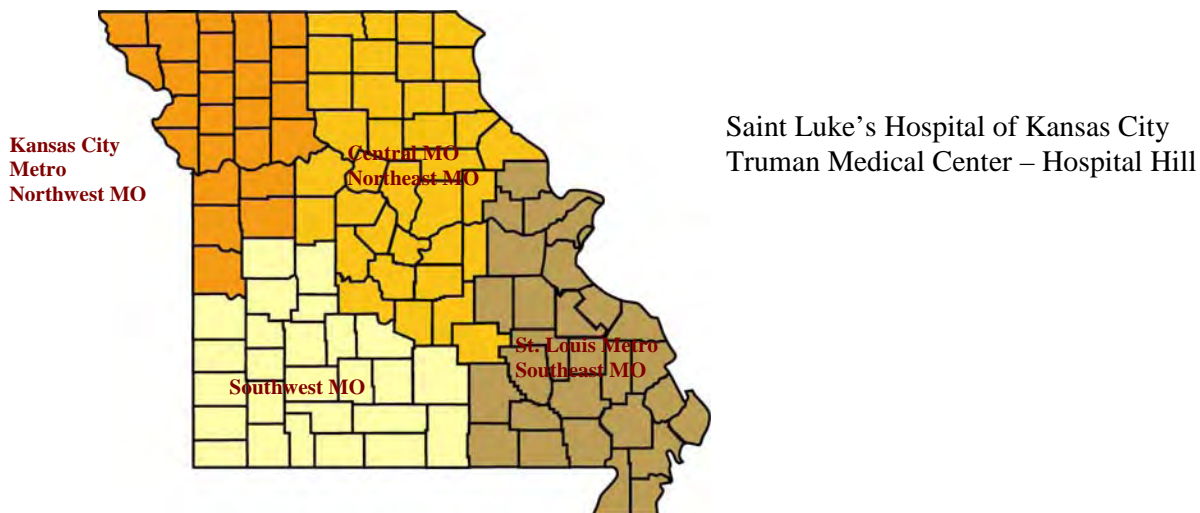 Kansas City
Metro
Northwest MO
Central MO
Northeast MO
Saint Luke’s Hospital of Kansas City
Truman Medical Center – Hospital Hill
St. Louis Metro
Southeast MO
Southwest MO